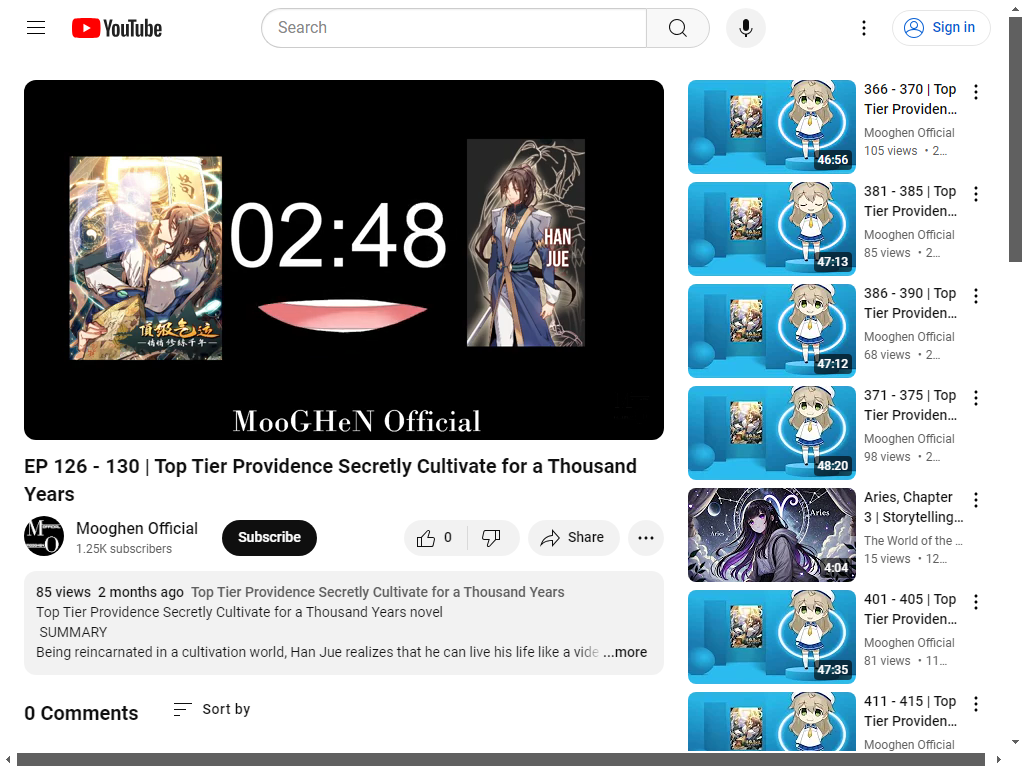 YouTube
Search
Sign in
頂级气运
悄悄修练千年
02:48
HAN
JUE
MooGHeN Official
EP 126 - 130 | Top Tier Providence Secretly Cultivate for a Thousand
Years
Mooghen Official
1.25K subscribers
Subscribe
0
Share
85 views 2 months ago Top Tier Providence Secretly Cultivate for a Thousand Years
Top Tier Providence Secretly Cultivate for a Thousand Years novel
SUMMARY
Being reincarnated in a cultivation world, Han Jue realizes that he can live his life like a vide ...more
0 Comments
Sort by
366 - 370 | Top
Tier Providen...
Mooghen Official
105 views • 2...
46:56
381 - 385 | Top
Tier Providen...
Mooghen Official
85 views • 2...
47:13
386 - 390 | Top
Tier Providen...
Mooghen Official
68 views • 2...
47:12
371 - 375 | Top
Tier Providen...
Mooghen Official
98 views • 2...
48:20
Aries, Chapter
3 | Storytelling...
The World of the ...
15 views • 12...
Aries
Aries
4:04
401 - 405 | Top
Tier Providen...
Mooghen Official
81 views • 11...
47:35
411 - 415 | Top
Tier Providen...
Mooghen Official